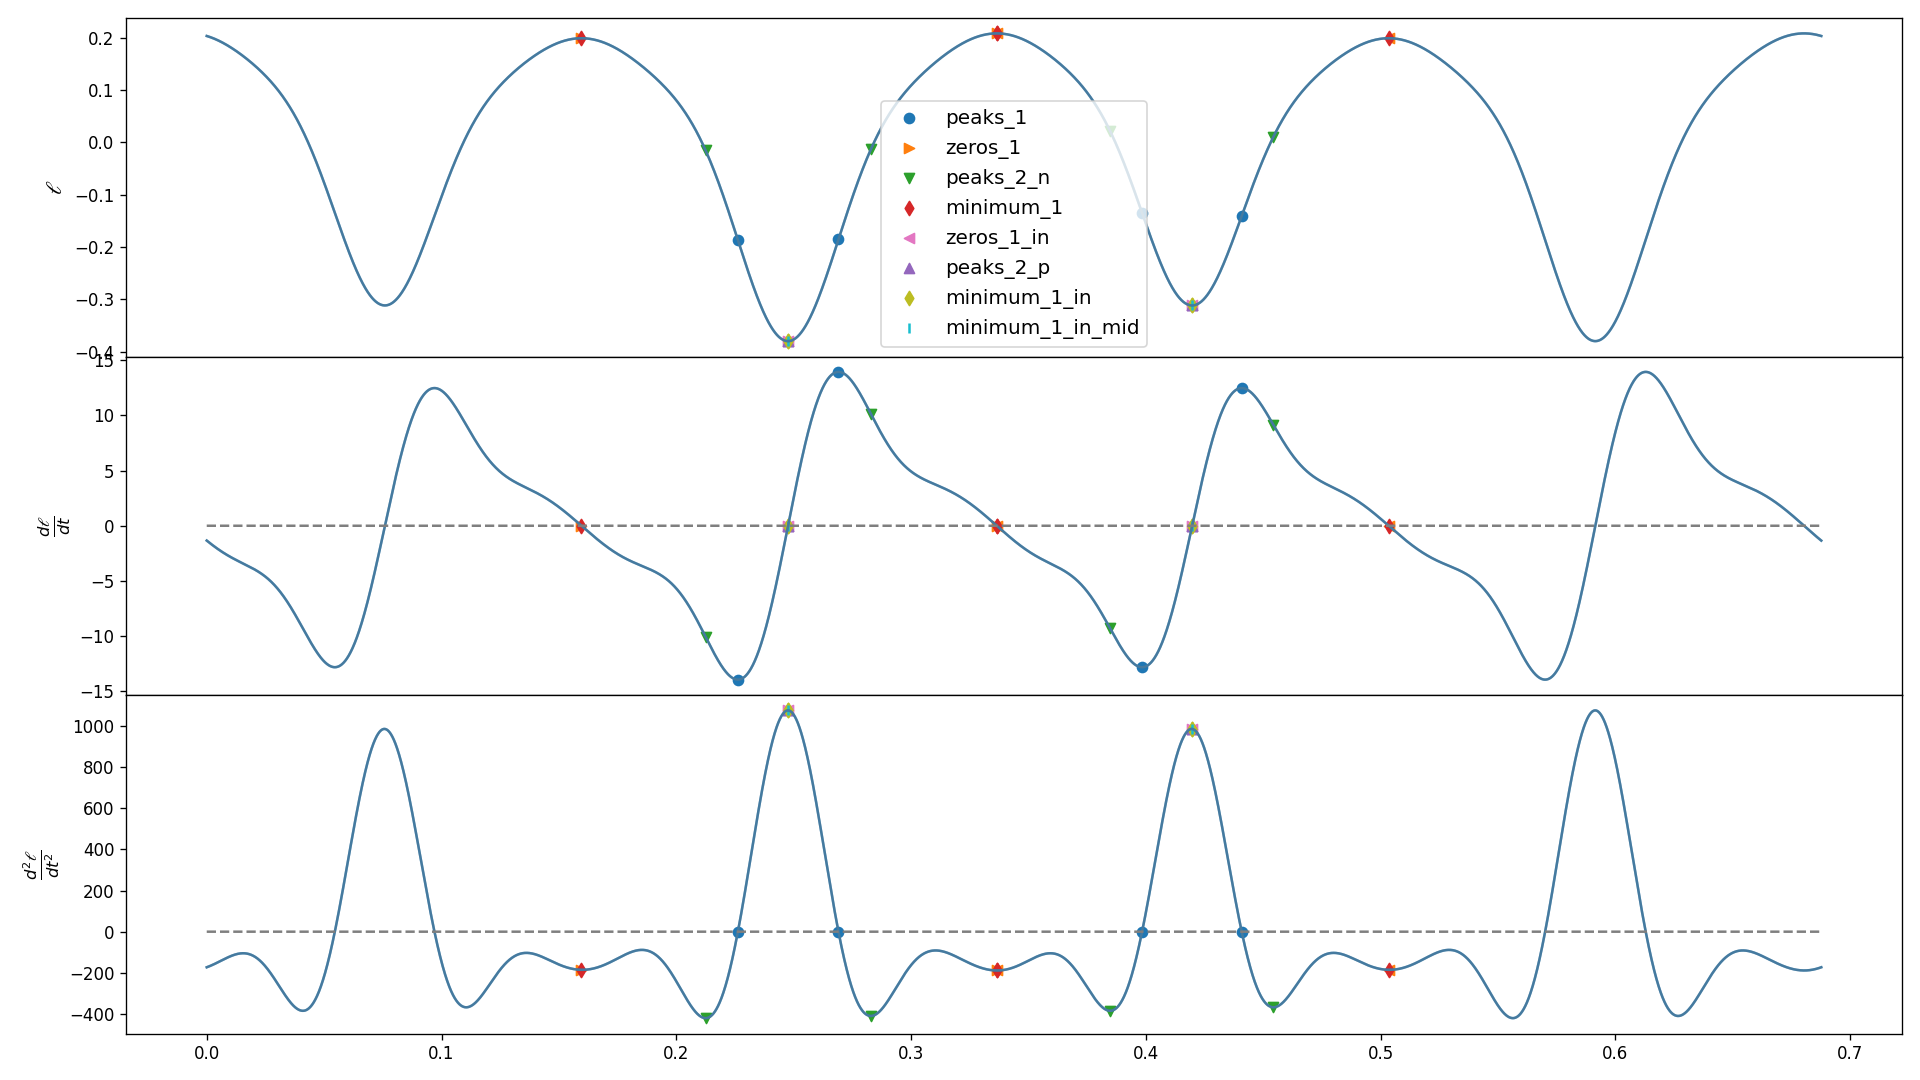 0.2
0.1
0.0
−0.1
−0.2
−0.3
−0.4
ℓ
peaks_1
zeros_1
peaks_2_n
minimum_1
zeros_1_in
peaks_2_p
minimum_1_in
minimum_1_in_mid
15
10
5
0
−5
−10
−15
dℓ
dt
1000
800
600
400
200
0
−200
−400
d²ℓ
dt²
0.0 0.1 0.2 0.3 0.4 0.5 0.6 0.7